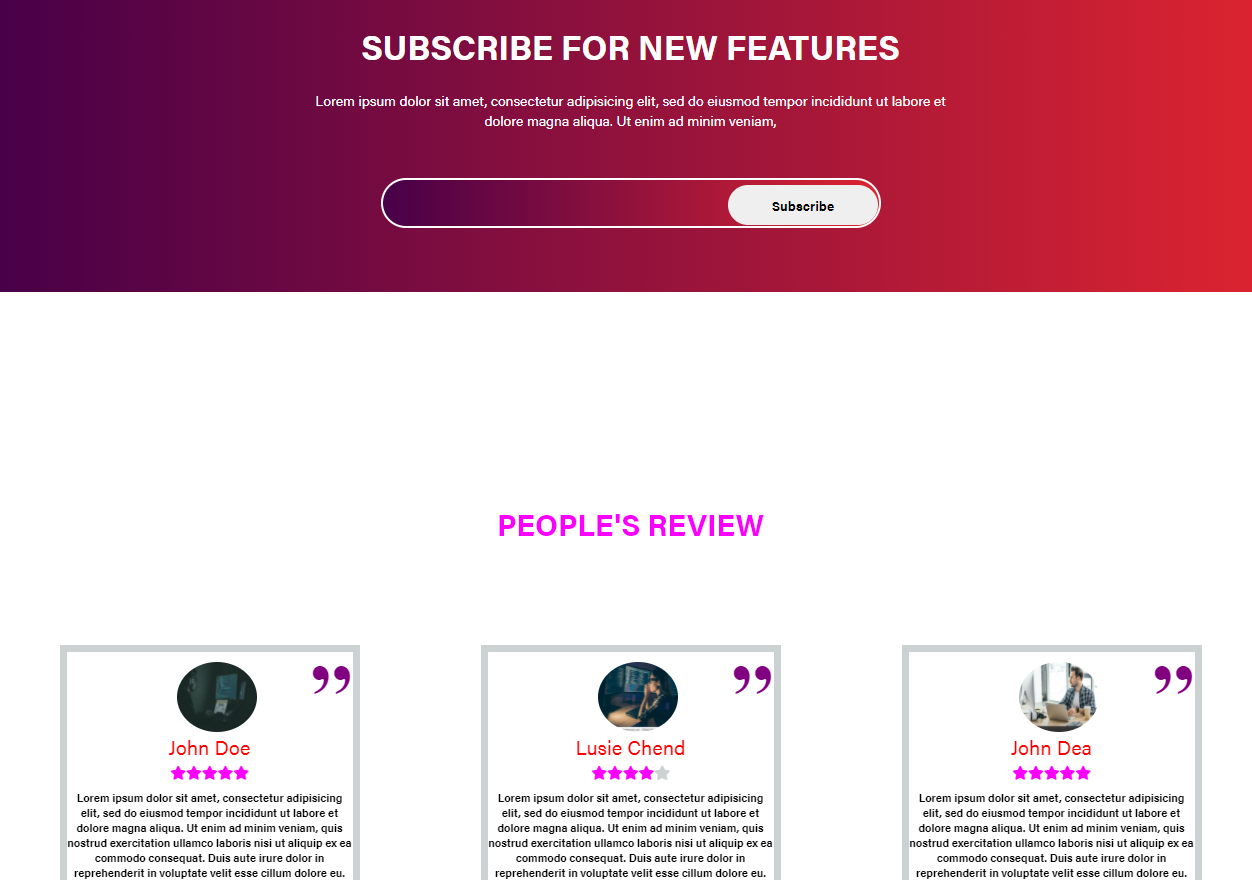 SUBSCRIBE FOR NEW FEATURES
Lorem ipsum dolor sit amet, consectetur adipisicing elit, sed do eiusmod tempor incididunt ut labore et
dolore magna aliqua. Ut enim ad minim veniam,
Subscribe
PEOPLE'S REVIEW
”
John Doe
Lorem ipsum dolor sit amet, consectetur adipisicing
elit, sed do eiusmod tempor incididunt ut labore et
dolore magna aliqua. Ut enim ad minim veniam, quis
nostrud exercitation ullamco laboris nisi ut aliquip ex ea
commodo consequat. Duis aute irure dolor in
reprehenderit in voluptate velit esse cillum dolore eu.
”
Lusie Chend
Lorem ipsum dolor sit amet, consectetur adipisicing
elit, sed do eiusmod tempor incididunt ut labore et
dolore magna aliqua. Ut enim ad minim veniam, quis
nostrud exercitation ullamco laboris nisi ut aliquip ex ea
commodo consequat. Duis aute irure dolor in
reprehenderit in voluptate velit esse cillum dolore eu.
”
John Dea
Lorem ipsum dolor sit amet, consectetur adipisicing
elit, sed do eiusmod tempor incididunt ut labore et
dolore magna aliqua. Ut enim ad minim veniam, quis
nostrud exercitation ullamco laboris nisi ut aliquip ex ea
commodo consequat. Duis aute irure dolor in
reprehenderit in voluptate velit esse cillum dolore eu.